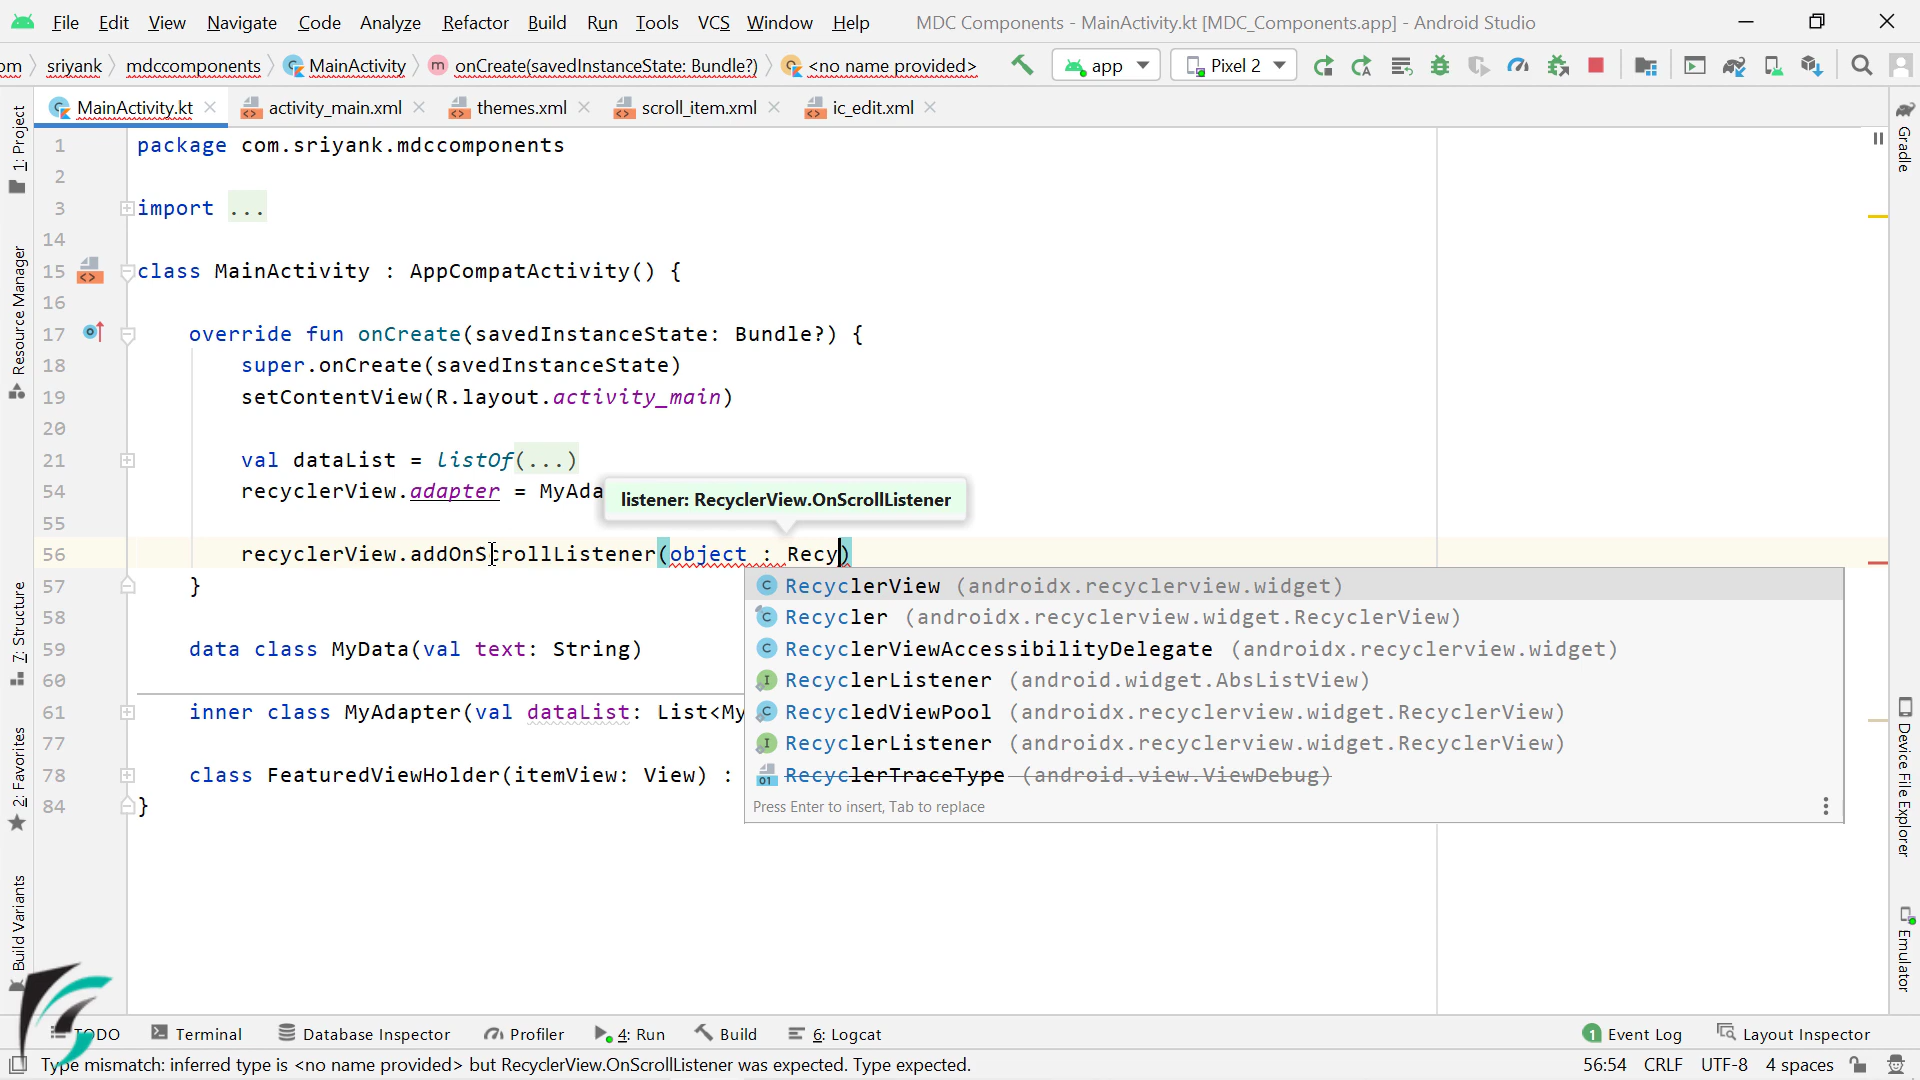 File Edit View Navigate Code Analyze Refactor Build Run Tools VCS Window Help MDC Components - MainActivity.kt [MDC_Components.app] - Android Studio
om sriyank mdccomponents MainActivity onCreate(savedInstanceState: Bundle?) <no name provided> app Pixel 2
MainActivity.kt activity_main.xml themes.xml scroll_item.xml ic_edit.xml
1: Project
Resource Manager
7: Structure
2: Favorites
Build Variants
Gradle
Device File Explorer
Emulator
1 package com.sriyank.mdccomponents
2
3 import ...
14
15 class MainActivity : AppCompatActivity() {
16
17 override fun onCreate(savedInstanceState: Bundle?) {
18 super.onCreate(savedInstanceState)
19 setContentView(R.layout.activity_main)
20
21 val dataList = listOf(...)
54 recyclerView.adapter = MyAda
listener: RecyclerView.OnScrollListener
55
56 recyclerView.addOnScrollListener(object : Recy)
57 }
58
59 data class MyData(val text: String)
60
61 inner class MyAdapter(val dataList: List<My
77
78 class FeaturedViewHolder(itemView: View) :
84 }
RecyclerView (androidx.recyclerview.widget)
Recycler (androidx.recyclerview.widget.RecyclerView)
RecyclerViewAccessibilityDelegate (androidx.recyclerview.widget)
RecyclerListener (android.widget.AbsListView)
RecycledViewPool (androidx.recyclerview.widget.RecyclerView)
RecyclerListener (androidx.recyclerview.widget.RecyclerView)
RecyclerTraceType (android.view.ViewDebug)
Press Enter to insert, Tab to replace
TODO Terminal Database Inspector Profiler 4: Run Build 6: Logcat 1 Event Log Layout Inspector
Type mismatch: inferred type is <no name provided> but RecyclerView.OnScrollListener was expected. Type expected. 56:54 CRLF UTF-8 4 spaces